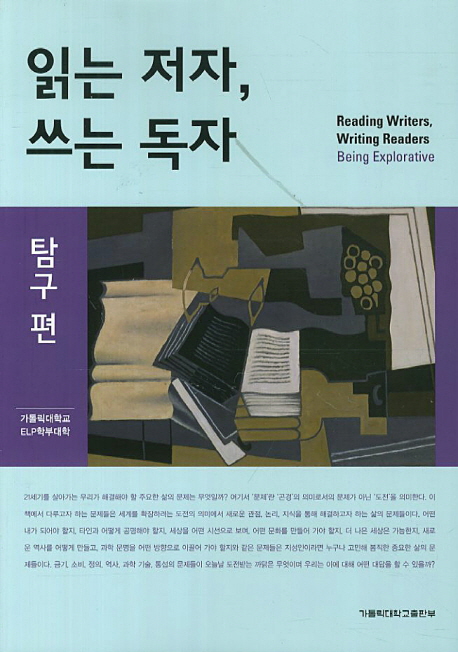 읽는 저자,
쓰는 독자
Reading Writers,
Writing Readers
Being Explorative
탐구 편
가톨릭대학교
ELP학부대학
21세기를 살아가는 우리가 해결해야 할 주요한 삶의 문제는 무엇일까? 여기서 '문제'란 '곤경'의 의미로서의 문제가 아닌 '도전'을 의미한다. 이
책에서 다루고자 하는 문제들은 세계를 확장하려는 도전의 의미에서 새로운 관점, 논리, 지식을 통해 해결하고자 하는 삶의 문제들이다. 어떤
내가 되어야 할지, 타인과 어떻게 공명해야 할지, 세상을 어떤 시선으로 보며, 어떤 문화를 만들어 가야 할지, 더 나은 세상은 가능한지, 새로
운 역사를 어떻게 만들고, 과학 문명을 어떤 방향으로 이끌어 가야 할지와 같은 문제들은 지성인이라면 누구나 고민해 봄직한 중요한 삶의 문
제들이다. 금기, 소비, 정의, 역사, 과학 기술, 통섭의 문제들이 오늘날 도전받는 까닭은 무엇이며 우리는 이에 대해 어떤 대답을 할 수 있을까?
가톨릭대학교출판부